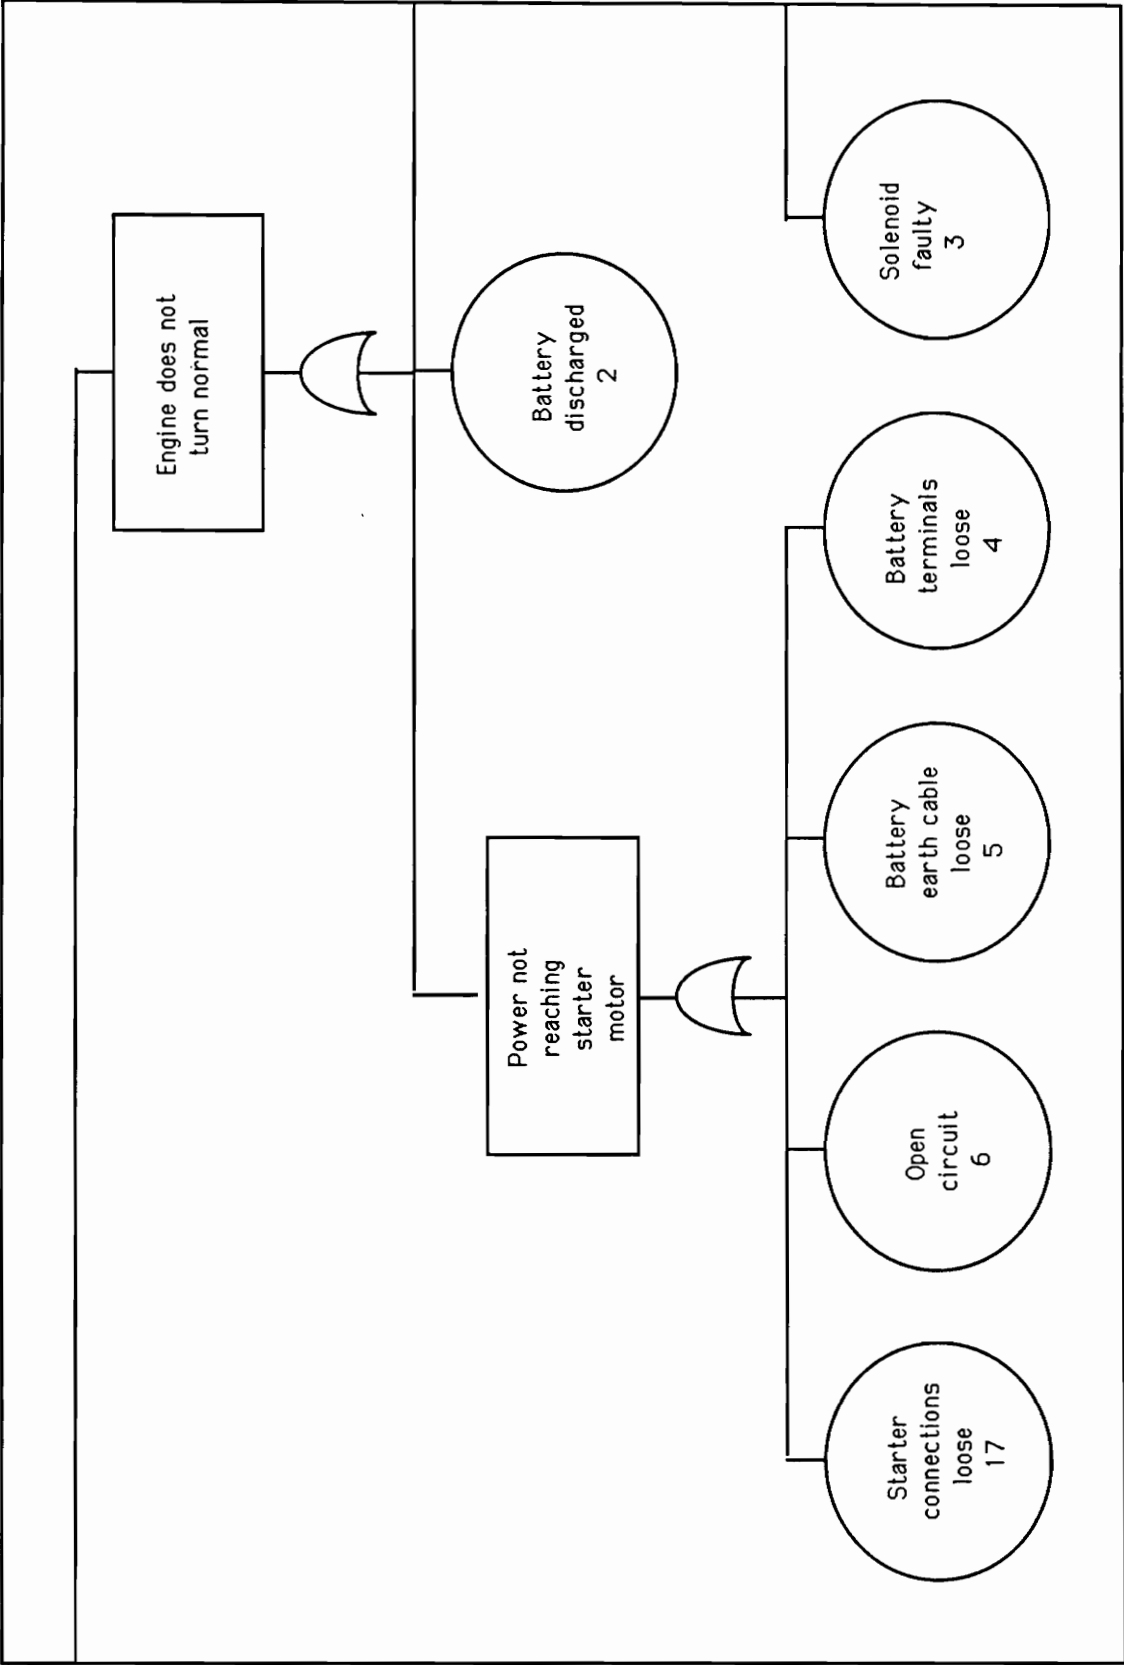 Engine does not
turn normal
Power not
reaching
starter
motor
Battery
discharged
2
Starter
connections
loose
17
Open
circuit
6
Battery
earth cable
loose
5
Battery
terminals
loose
4
Solenoid
faulty
3